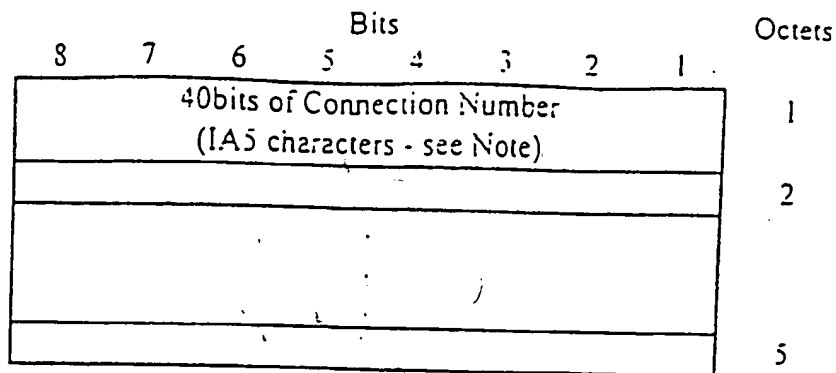 Bits
Octets
8 7 6 5 4 3 2 1
40bits of Connection Number
(IA5 characters - see Note)
1
2
5